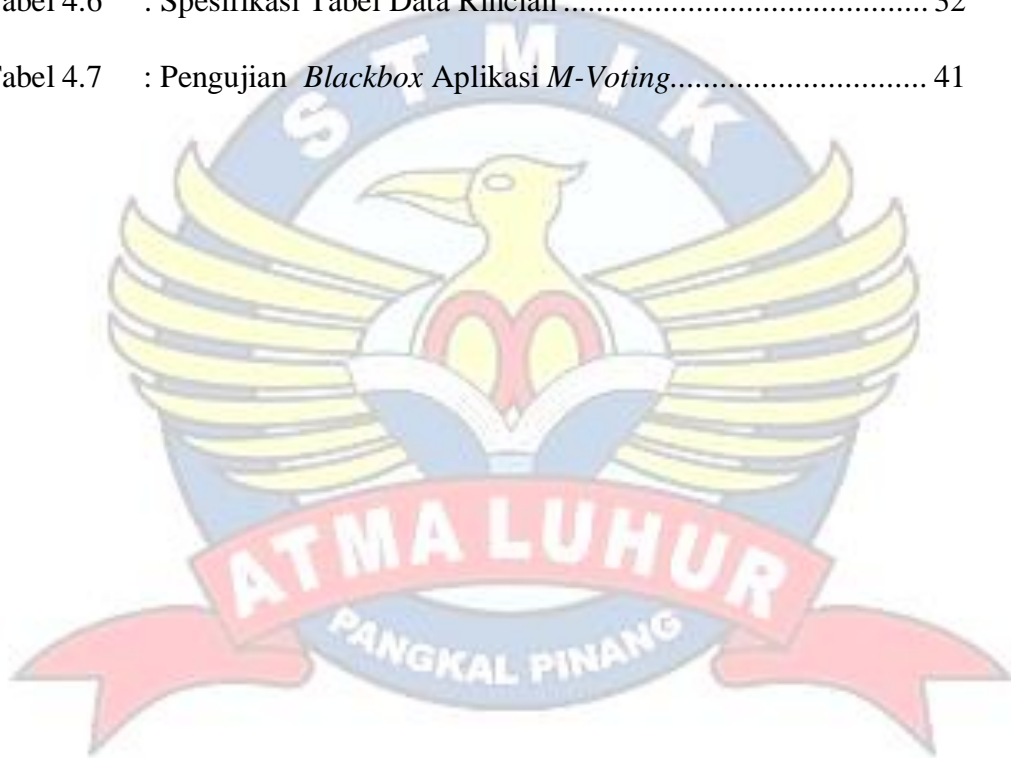 Tabel 4.6 : Spesifikasi Tabel Data Rincian ............................................ 32
Tabel 4.7 : Pengujian Blackbox Aplikasi M-Voting............................... 41
STMIK
ATMA LUHUR
PANGKAL PINANG